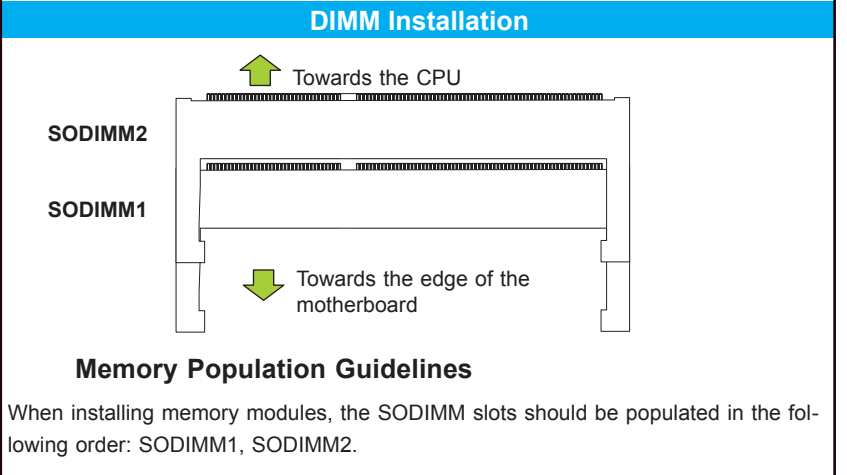 DIMM Installation
Towards the CPU
SODIMM2
SODIMM1
Towards the edge of the
motherboard
Memory Population Guidelines
When installing memory modules, the SODIMM slots should be populated in the fol-
lowing order: SODIMM1, SODIMM2.